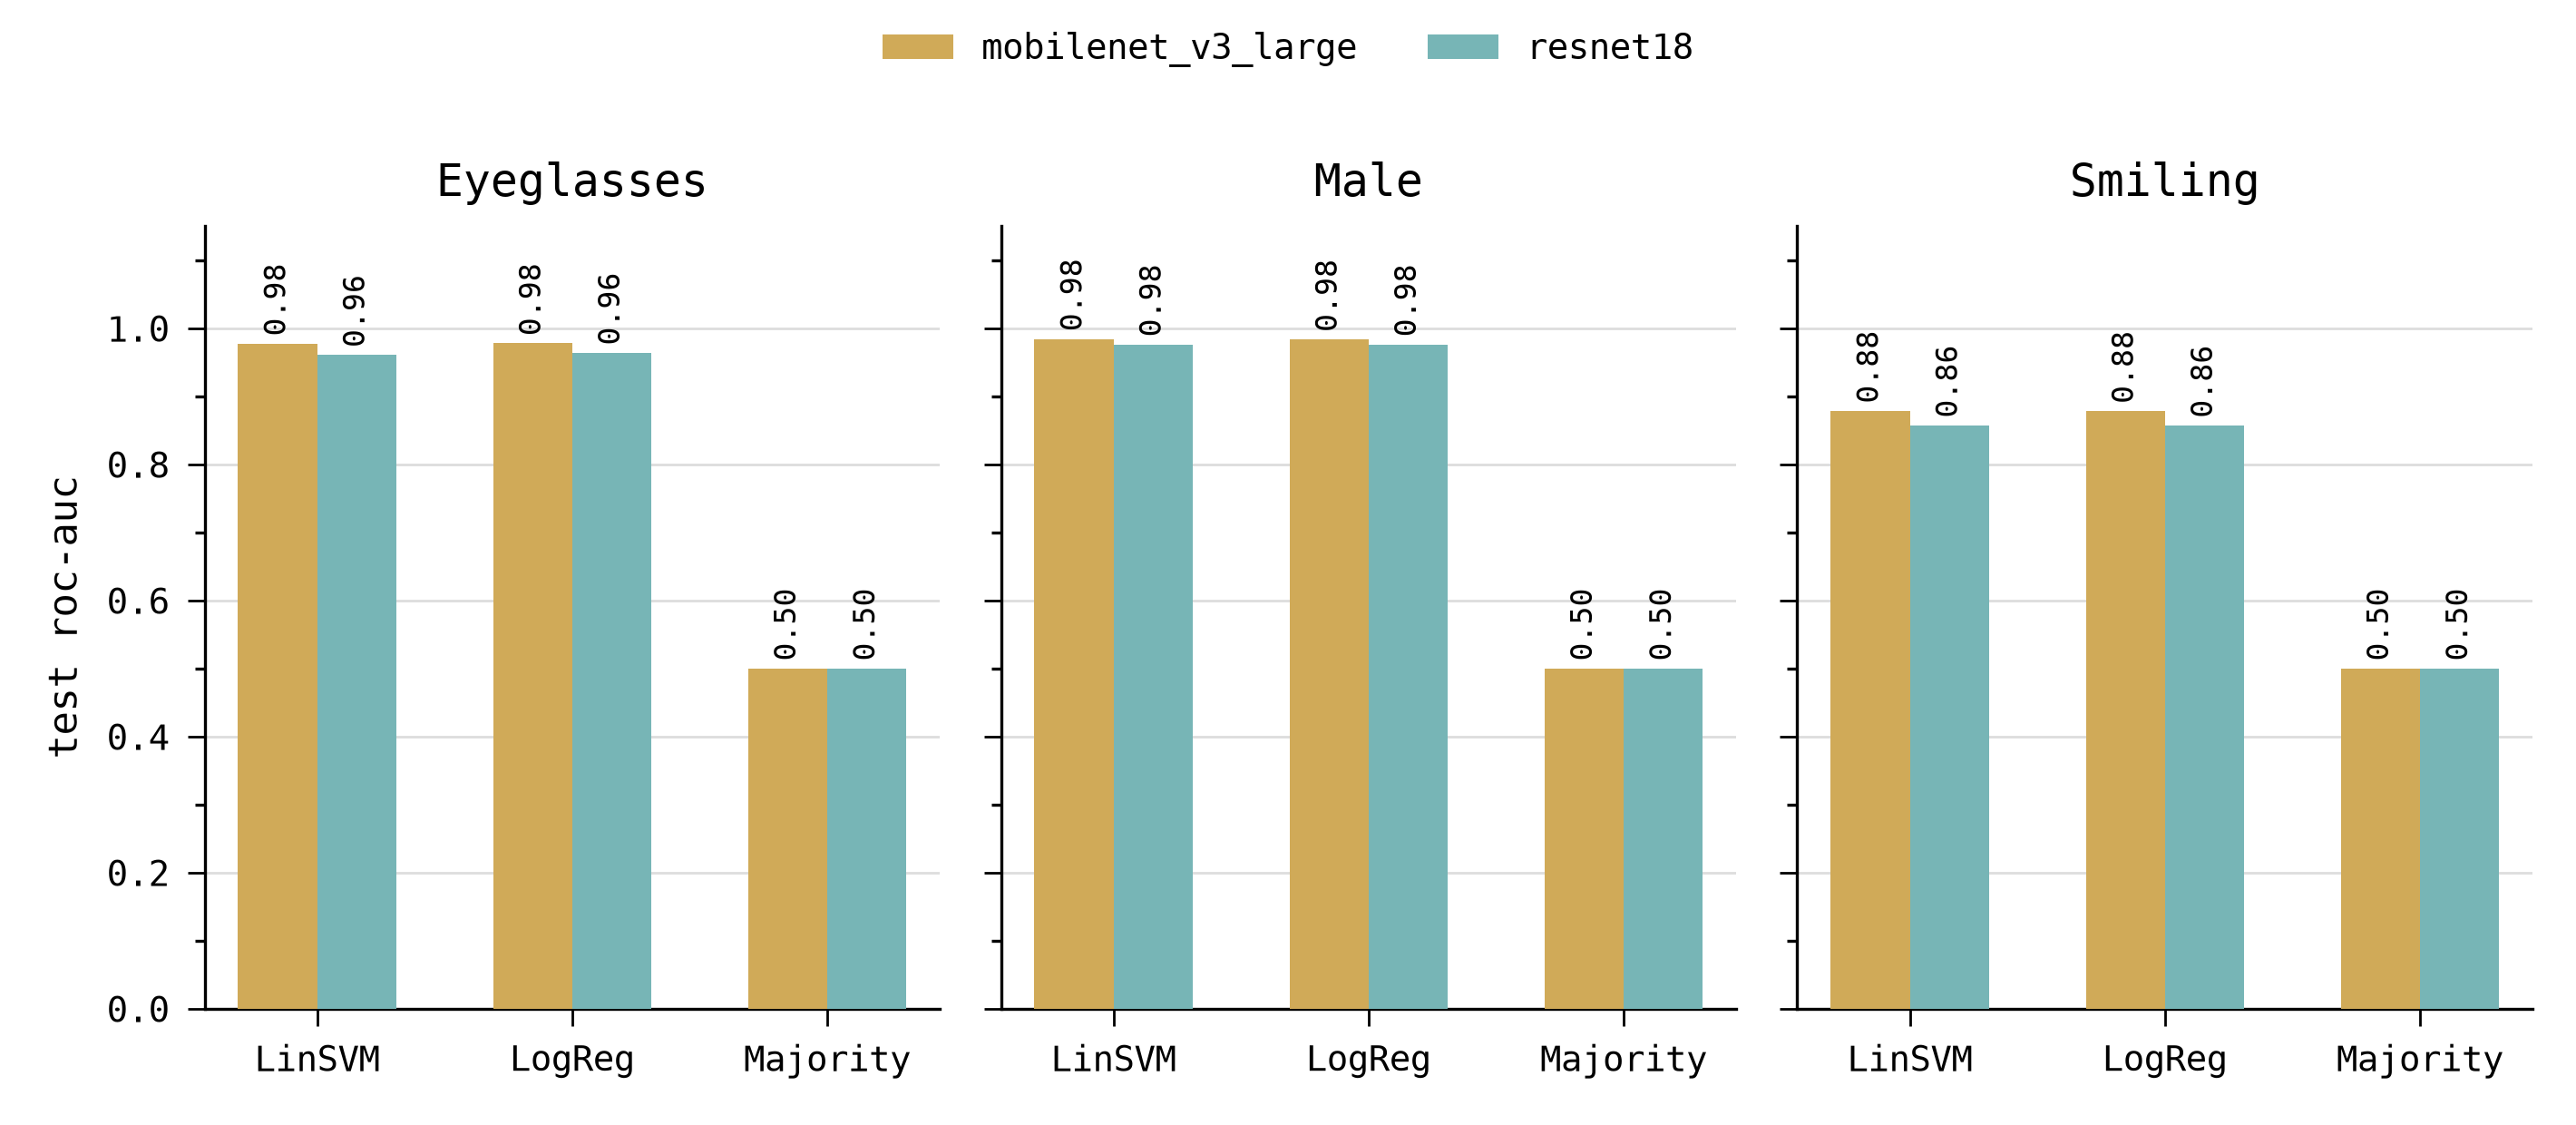 mobilenet_v3_large resnet18
Eyeglasses Male Smiling
test roc-auc
1.0
0.8
0.6
0.4
0.2
0.0
0.98 0.96 0.98 0.96 0.50 0.50
0.98 0.98 0.98 0.98 0.50 0.50
0.88 0.86 0.88 0.86 0.50 0.50
LinSVM LogReg Majority LinSVM LogReg Majority LinSVM LogReg Majority